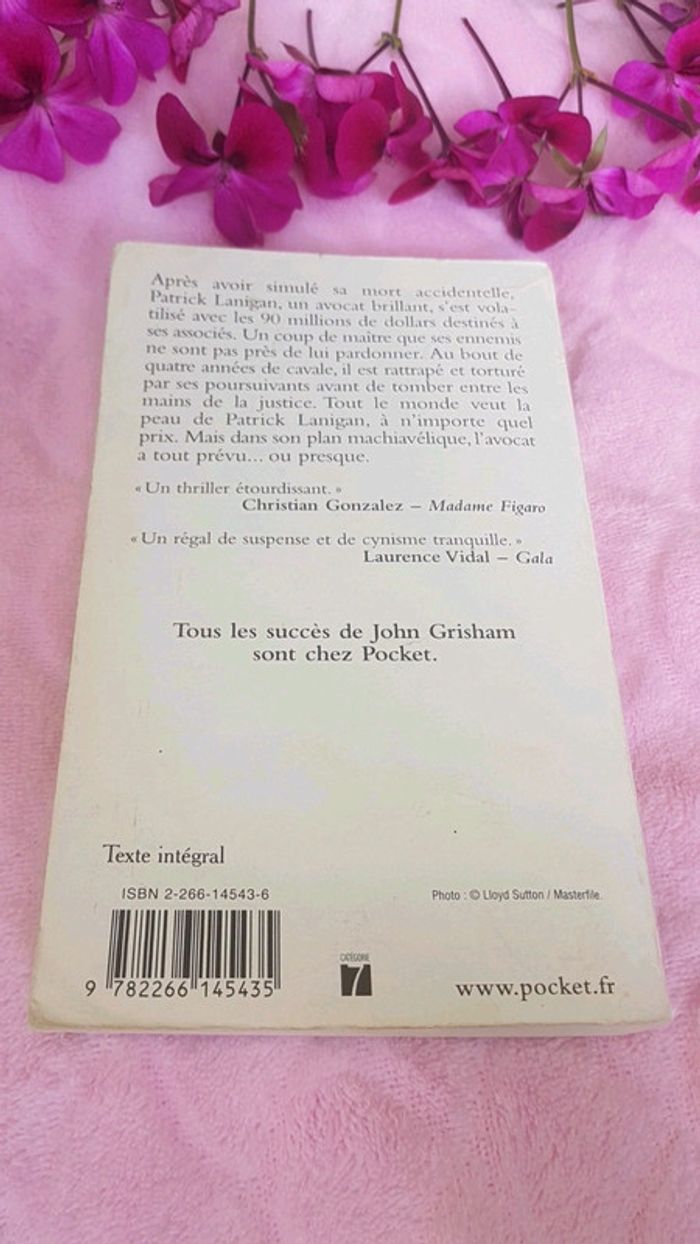 Après avoir simulé sa mort accidentelle,
Patrick Lanigan, un avocat brillant, s'est vola-
tilisé avec les 90 millions de dollars destinés à
ses associés. Un coup de maître que ses ennemis
ne sont pas près de lui pardonner. Au bout de
quatre années de cavale, il est rattrapé et torturé
par ses poursuivants avant de tomber entre les
mains de la justice. Tout le monde veut la
peau de Patrick Lanigan, à n'importe quel
prix. Mais dans son plan machiavélique, l'avocat
a tout prévu... ou presque.
« Un thriller étourdissant. »
Christian Gonzalez – Madame Figaro
« Un régal de suspense et de cynisme tranquille. »
Laurence Vidal – Gala
Tous les succès de John Grisham
sont chez Pocket.
Texte intégral
ISBN 2-266-14543-6
Photo : © Lloyd Sutton / Masterfile.
CATÉGORIE
7
9 782266 145435
www.pocket.fr